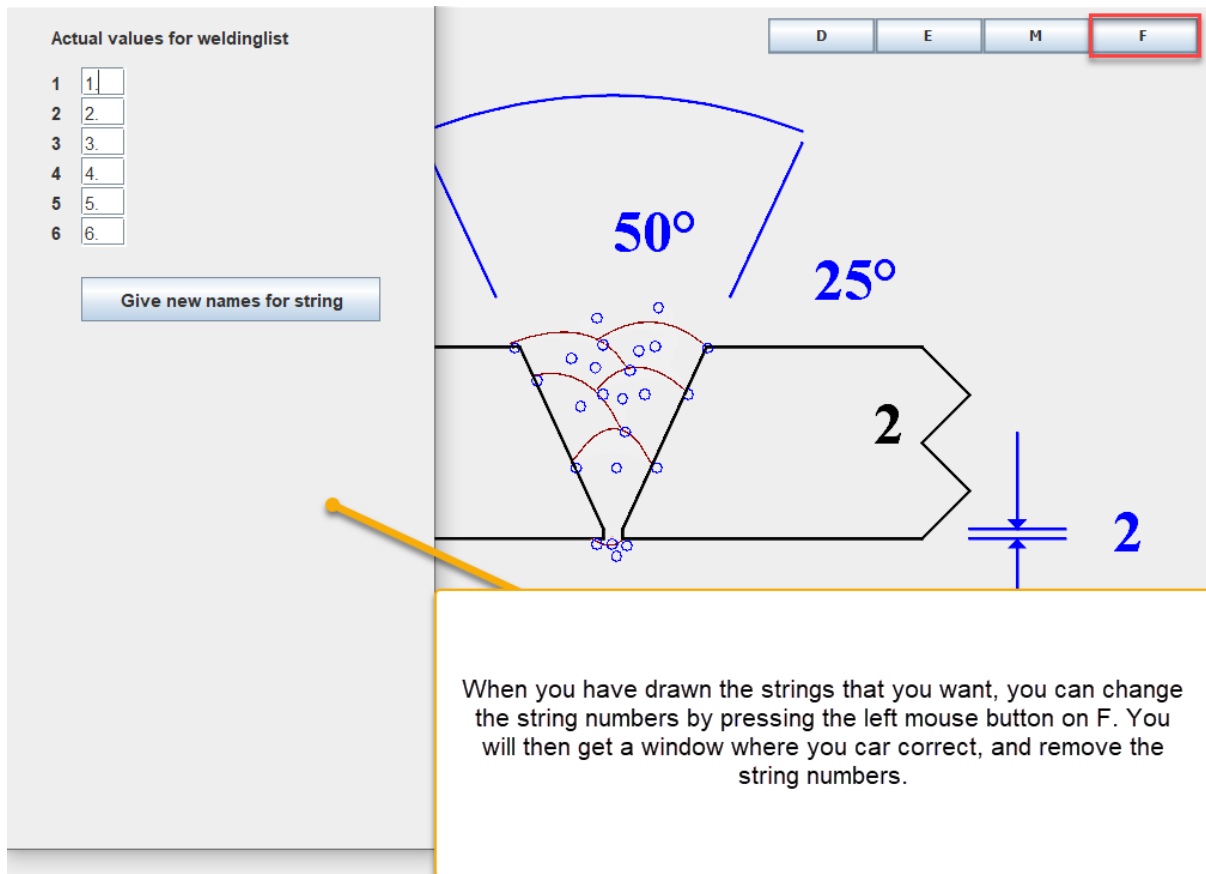 Actual values for weldinglist
1 1.
2 2.
3 3.
4 4.
5 5.
6 6.
Give new names for string
D E M F
50°
25°
2
2
When you have drawn the strings that you want, you can change
the string numbers by pressing the left mouse button on F. You
will then get a window where you car correct, and remove the
string numbers.